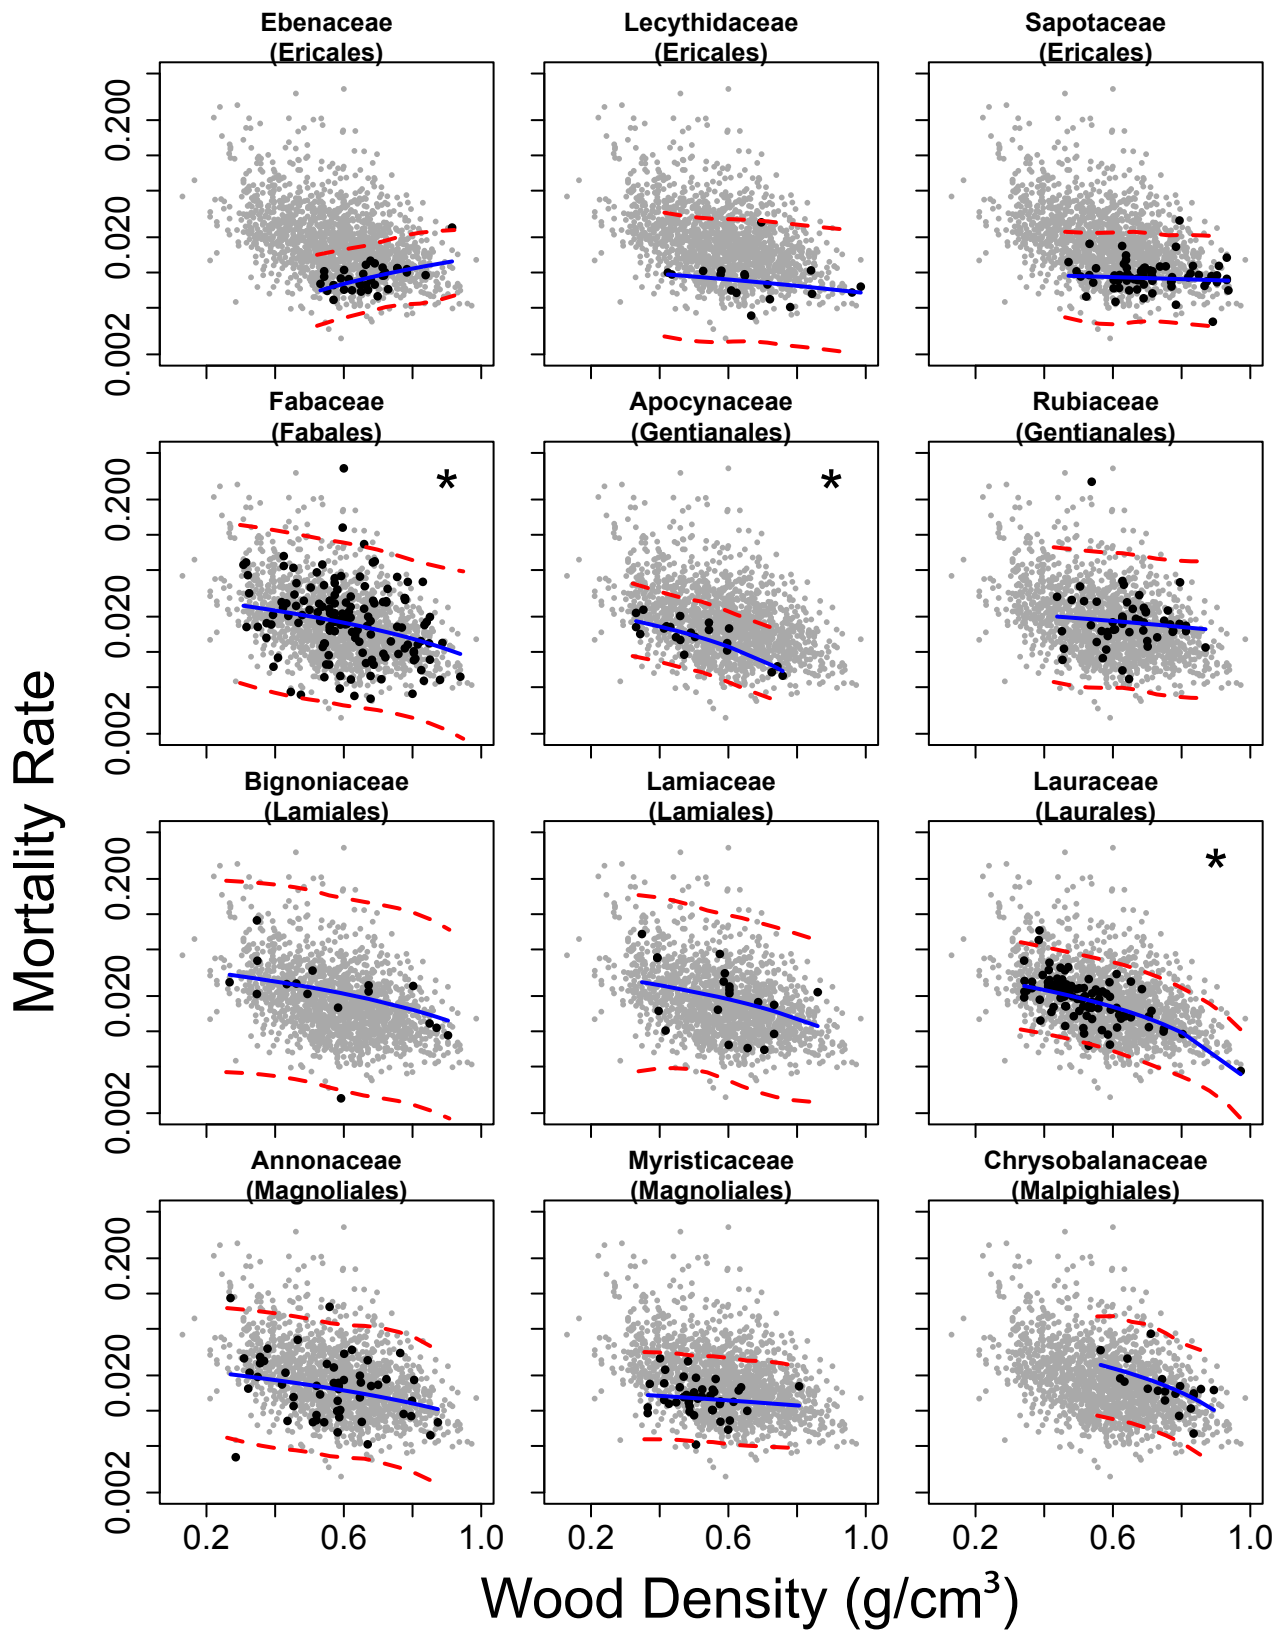 Ebenaceae
(Ericales)
Lecythidaceae
(Ericales)
Sapotaceae
(Ericales)
0.200
0.020
0.002
Fabaceae
(Fabales)
*
Apocynaceae
(Gentianales)
*
Rubiaceae
(Gentianales)
0.200
0.020
0.002
Mortality Rate
Bignoniaceae
(Lamiales)
Lamiaceae
(Lamiales)
Lauraceae
(Laurales)
*
0.200
0.020
0.002
Annonaceae
(Magnoliales)
Myristicaceae
(Magnoliales)
Chrysobalanaceae
(Malpighiales)
0.200
0.020
0.002
0.2 0.6 1.0
0.2 0.6 1.0
0.2 0.6 1.0
Wood Density (g/cm³)